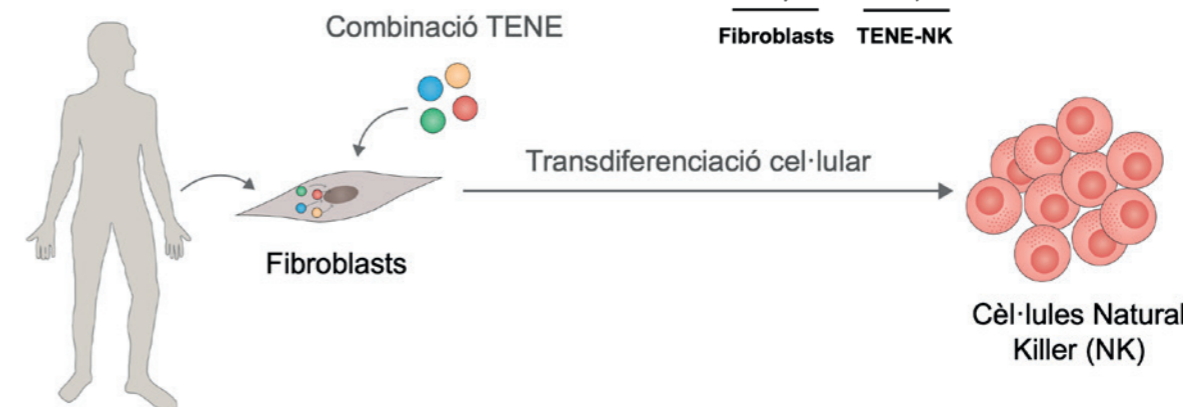 Combinació TENE
Fibroblasts TENE-NK
Transdiferenciació cel·lular
Fibroblasts
Cèl·lules Natural
Killer (NK)